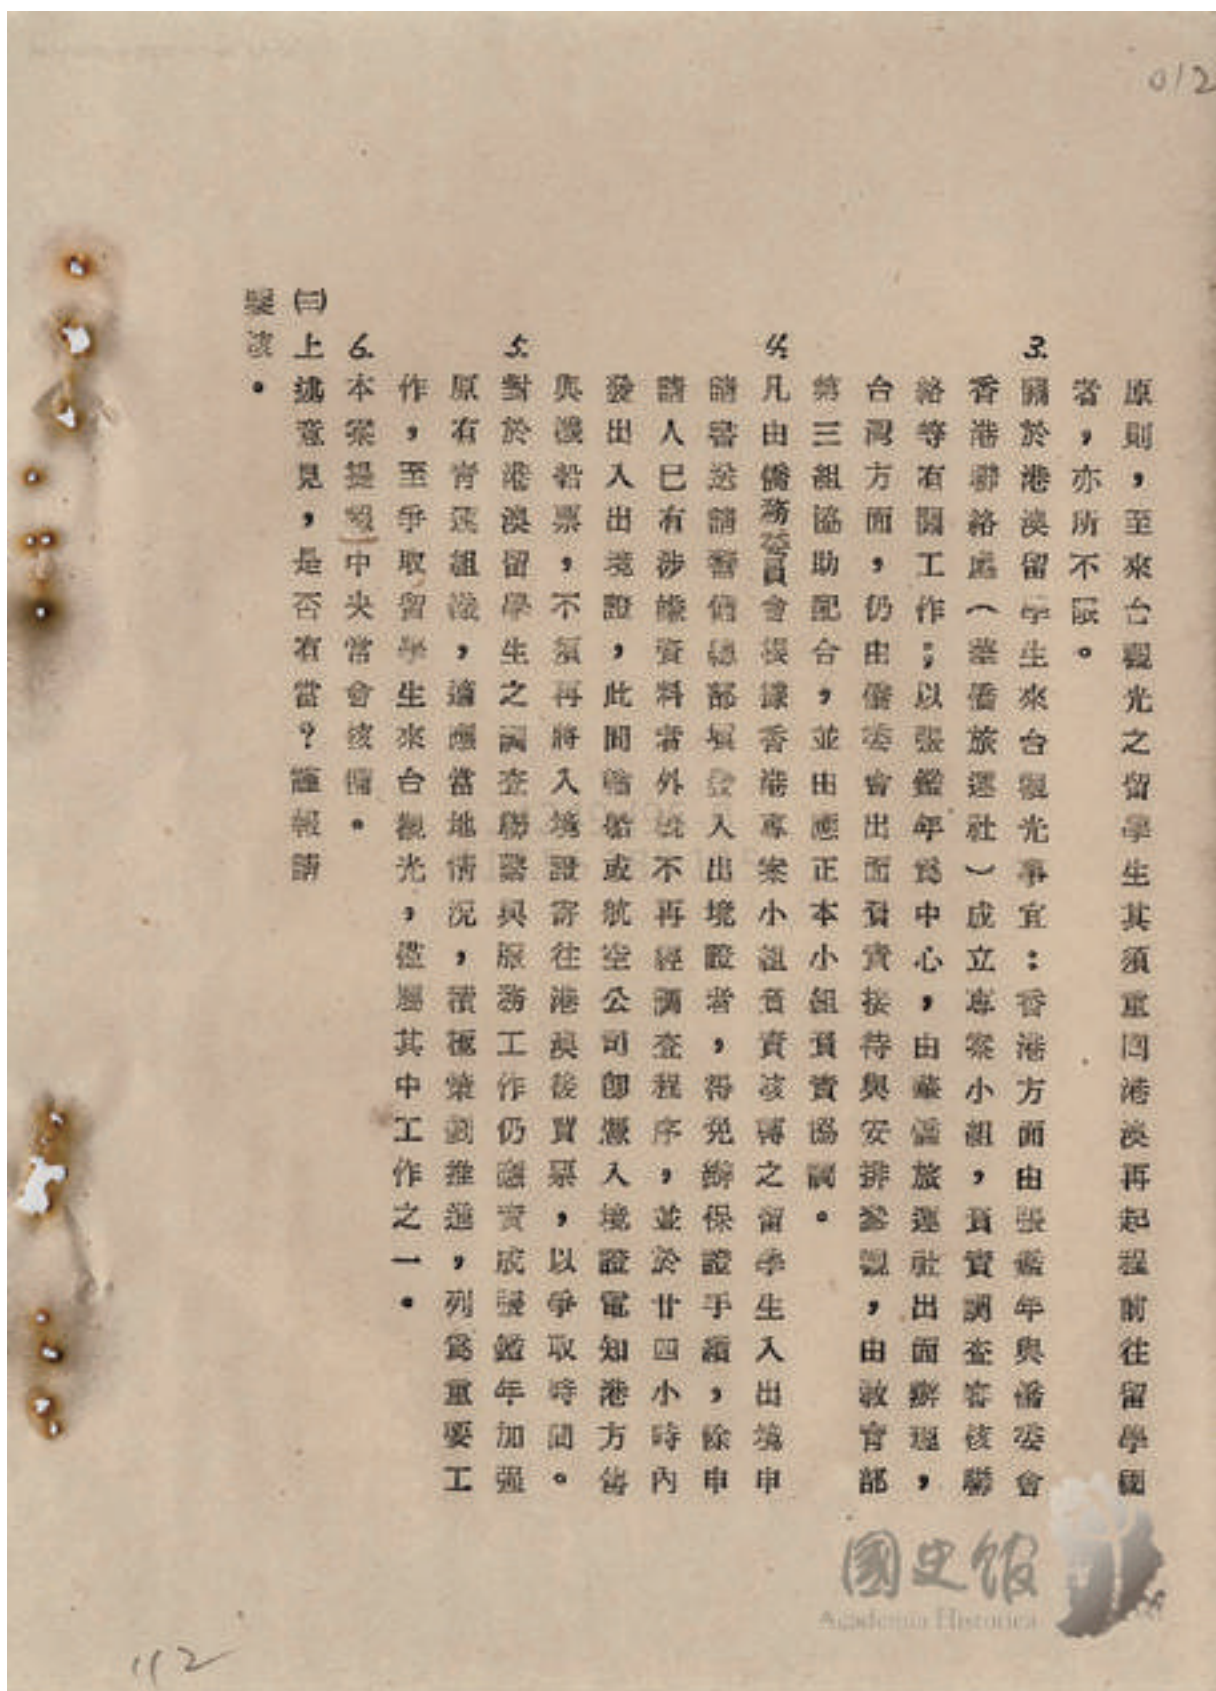 012
原則，至來台觀光之留學生其須重回港澳再起程前往留學國
者，亦所不限。
3.關於港澳留學生來台觀光事宜：香港方面由張鑑年與僑委會
香港聯絡處（華僑旅運社）成立專案小組，負責調查審核聯
絡等有關工作；以張鑑年爲中心，由華僑旅運社出面辦理，
台灣方面，仍由僑委會出面負責接待與安排參觀，由教育部
第三組協助配合，並由應正本小組負責協調。
4.凡由僑務委員會根據香港專案小組負責核轉之留學生入出境申
請書送請警備總部填發入出境證者，得免辦保證手續，除申
請人已有涉嫌資料者外概不再經調查程序，並於廿四小時內
發出入出境證，此間輪船或航空公司卽憑入境證電知港方售
與機船票，不須再將入境證寄往港澳後買票，以爭取時間。
5.對於港澳留學生之調查聯繫與服務工作仍應責成張鑑年加强
原有青運組織，適應當地情況，積極策劃推進，列爲重要工
作，至爭取留學生來台觀光，僅屬其中工作之一。
6.本案提報中央常會核備。
㈢上述意見，是否有當？謹報請
鑒核。
國史館
Academia Historica
112